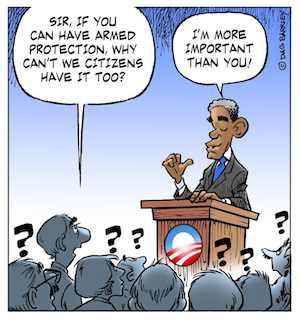 SIR, IF YOU
CAN HAVE ARMED
PROTECTION, WHY
CAN'T WE CITIZENS
HAVE IT TOO?
I'M MORE
IMPORTANT
THAN YOU!
?
?
?
?
?